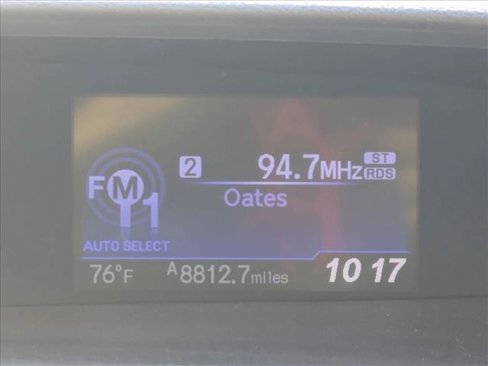 2 94.7MHz ST RDS
FM1
Oates
AUTO SELECT
76°F A8812.7miles 10 17